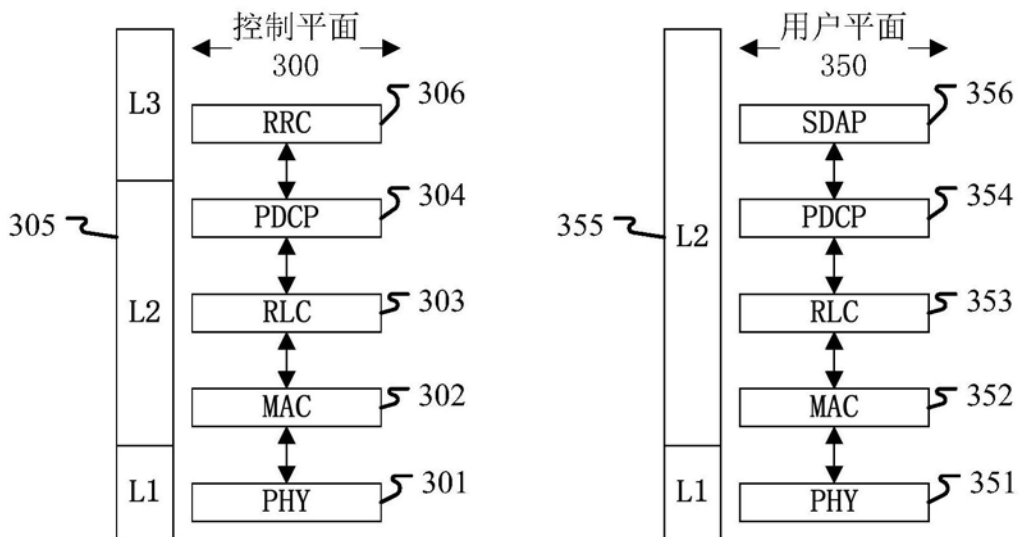 控制平面
300
L3
RRC
306
PDCP
304
305
L2
RLC
303
MAC
302
L1
PHY
301
用户平面
350
SDAP
356
PDCP
354
355
L2
RLC
353
MAC
352
L1
PHY
351